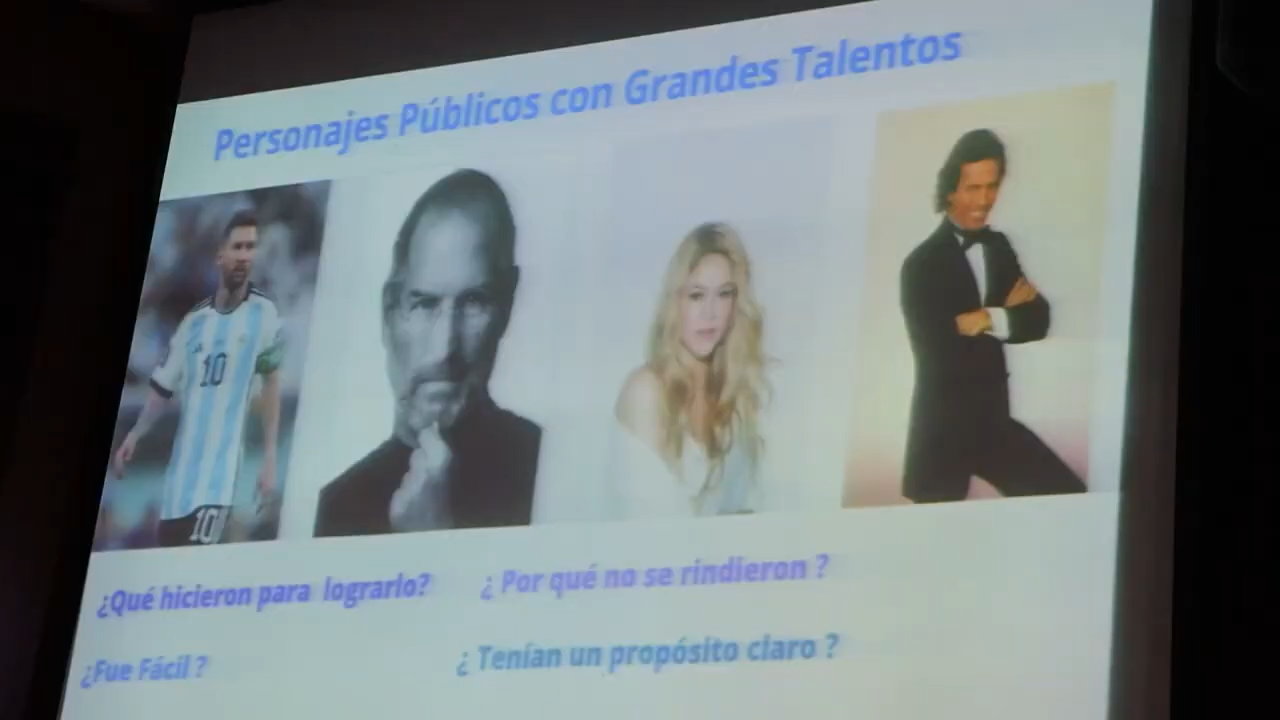 Personajes Públicos con Grandes Talentos
10
10
¿Qué hicieron para lograrlo?
¿ Por qué no se rindieron ?
¿Fue Fácil ?
¿ Tenían un propósito claro ?